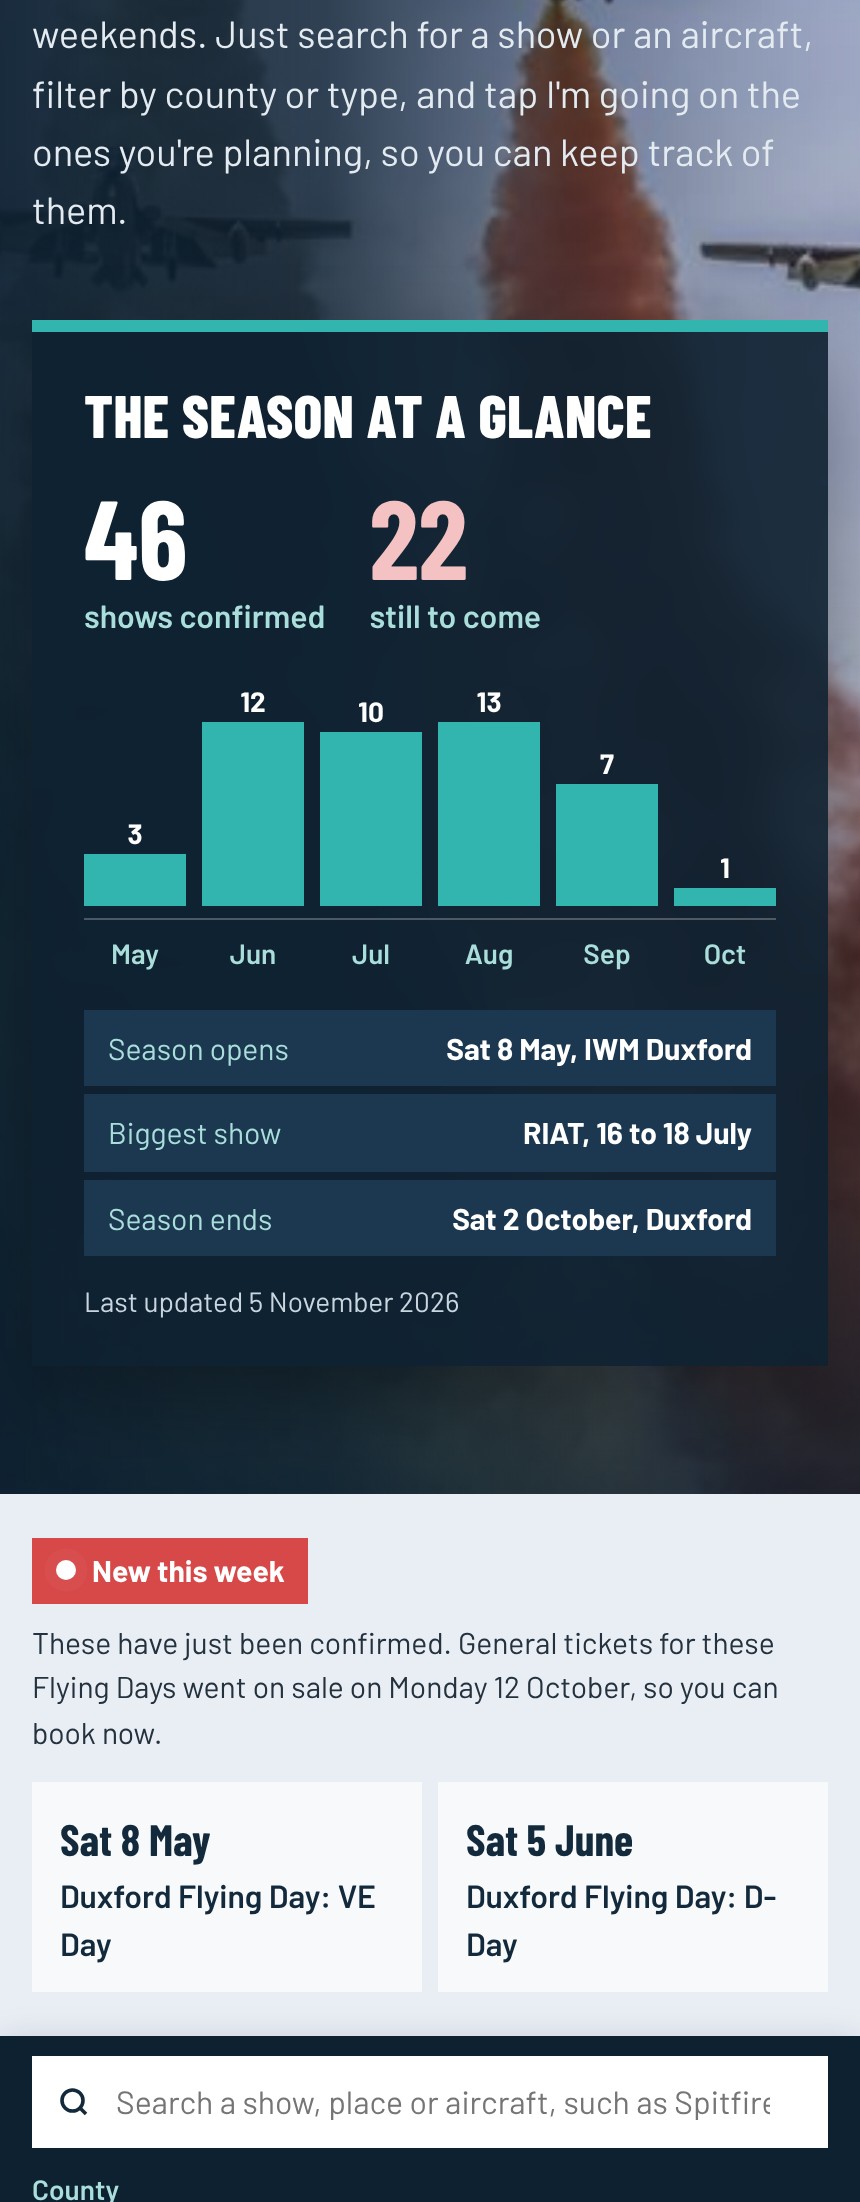 weekends. Just search for a show or an aircraft,
filter by county or type, and tap I'm going on the
ones you're planning, so you can keep track of
them.
THE SEASON AT A GLANCE
46
shows confirmed
22
still to come
3
12
10
13
7
1
May
Jun
Jul
Aug
Sep
Oct
Season opens
Sat 8 May, IWM Duxford
Biggest show
RIAT, 16 to 18 July
Season ends
Sat 2 October, Duxford
Last updated 5 November 2026
New this week
These have just been confirmed. General tickets for these
Flying Days went on sale on Monday 12 October, so you can
book now.
Sat 8 May
Duxford Flying Day: VE
Day
Sat 5 June
Duxford Flying Day: D-
Day
Search a show, place or aircraft, such as Spitfire
County